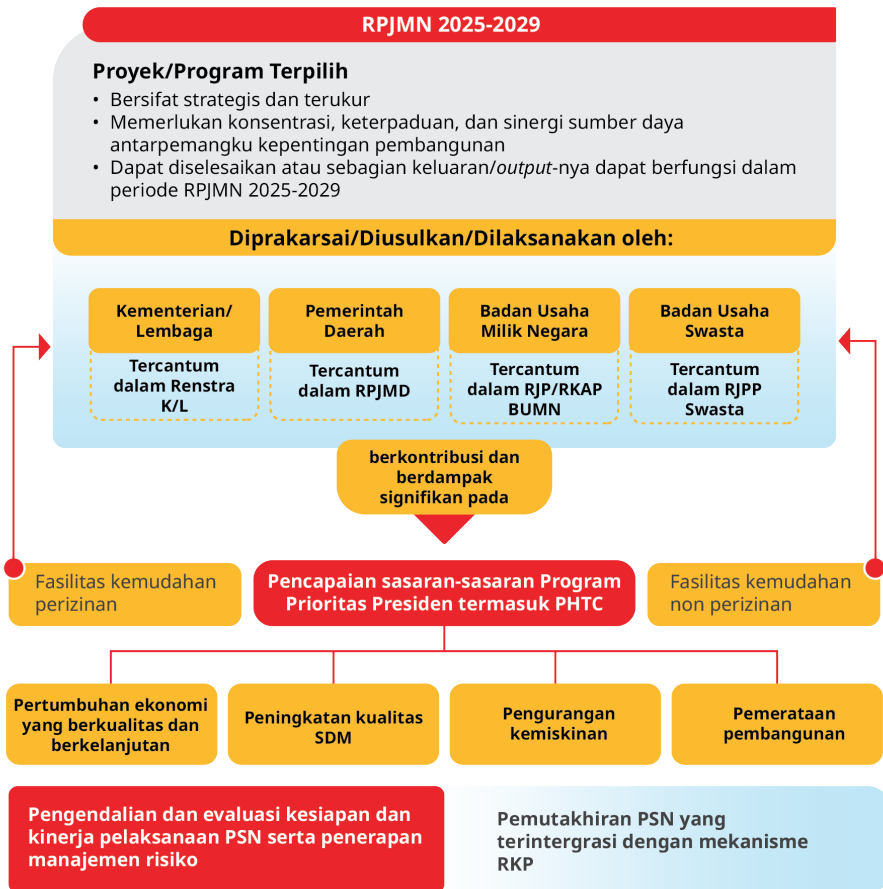 RPJMN 2025-2029
Proyek/Program Terpilih
• Bersifat strategis dan terukur
• Memerlukan konsentrasi, keterpaduan, dan sinergi sumber daya
antarpemangku kepentingan pembangunan
• Dapat diselesaikan atau sebagian keluaran/output-nya dapat berfungsi dalam
periode RPJMN 2025-2029
Diprakarsai/Diusulkan/Dilaksanakan oleh:
Kementerian/
Lembaga
Tercantum
dalam Renstra
K/L
Pemerintah
Daerah
Tercantum
dalam RPJMD
Badan Usaha
Milik Negara
Tercantum
dalam RJP/RKAP
BUMN
Badan Usaha
Swasta
Tercantum
dalam RJPP
Swasta
berkontribusi dan
berdampak
signifikan pada
Fasilitas kemudahan
perizinan
Pencapaian sasaran-sasaran Program
Prioritas Presiden termasuk PHTC
Fasilitas kemudahan
non perizinan
Pertumbuhan ekonomi
yang berkualitas dan
berkelanjutan
Peningkatan kualitas
SDM
Pengurangan
kemiskinan
Pemerataan
pembangunan
Pengendalian dan evaluasi kesiapan dan
kinerja pelaksanaan PSN serta penerapan
manajemen risiko
Pemutakhiran PSN yang
terintergrasi dengan mekanisme
RKP